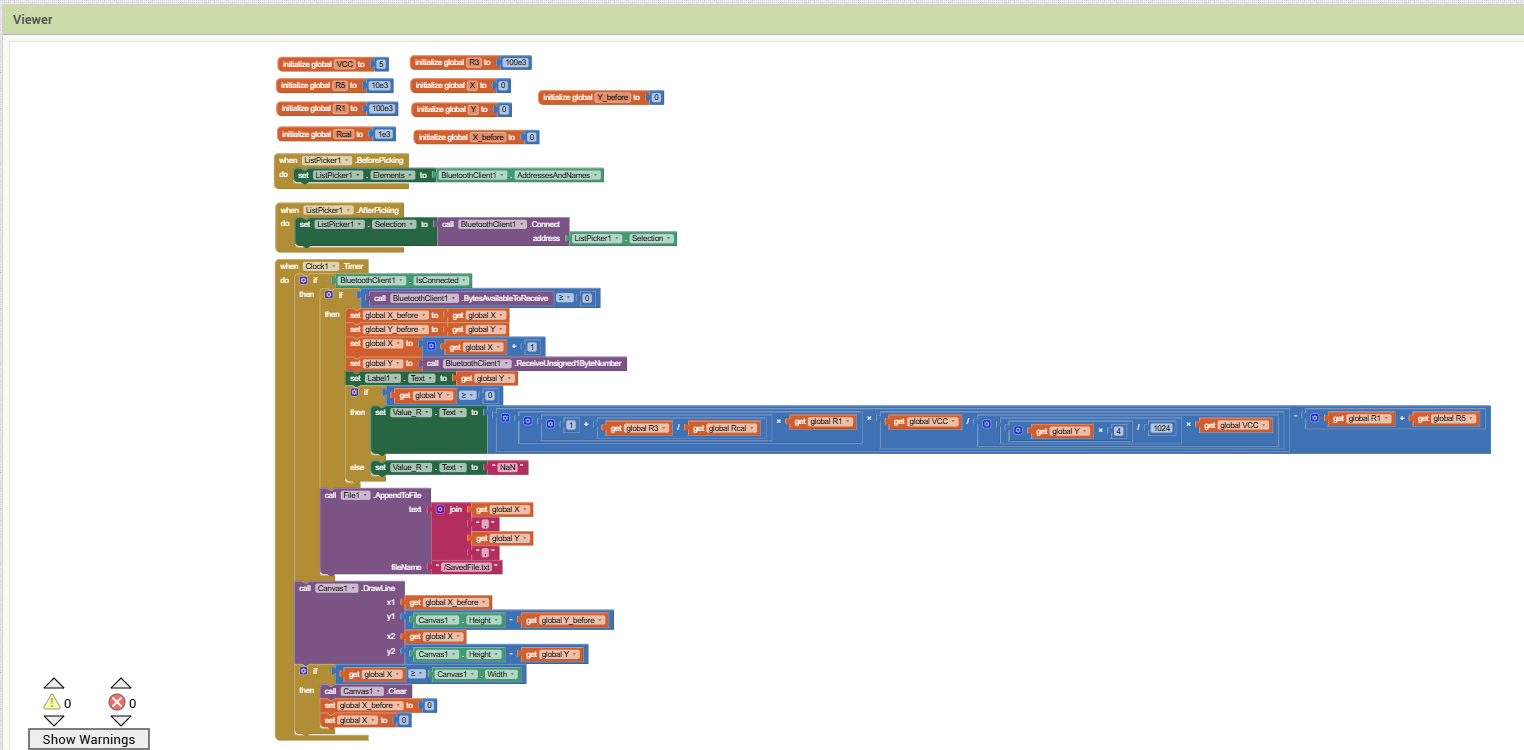 Viewer
initialize global VCC to 5
initialize global R3 to 100e3
initialize global R5 to 10e3
initialize global X to 0
initialize global Y_before to 0
initialize global R1 to 100e3
initialize global Y to 0
initialize global Rcal to 1e3
initialize global X_before to 0
when ListPicker1 .BeforePicking
do set ListPicker1 . Elements to BluetoothClient1 . AddressesAndNames
when ListPicker1 .AfterPicking
do set ListPicker1 . Selection to call BluetoothClient1 .Connect
address ListPicker1 . Selection
when Clock1 .Timer
do if BluetoothClient1 . IsConnected
then if call BluetoothClient1 .BytesAvailableToReceive ≥ 0
then set global X_before to get global X
set global Y_before to get global Y
set global X to get global X + 1
set global Y to call BluetoothClient1 .ReceiveUnsigned1ByteNumber
set Label1 . Text to get global Y
if get global Y ≥ 0
then set Value_R . Text to 1 + get global R3 / get global Rcal × get global R1 × get global VCC / get global Y × 4 / 1024 × get global VCC - get global R1 + get global R5
else set Value_R . Text to " NaN "
call File1 .AppendToFile
text join get global X
" , "
get global Y
" , "
fileName " /SavedFile.txt "
call Canvas1 .DrawLine
x1 get global X_before
y1 Canvas1 . Height - get global Y_before
x2 get global X
y2 Canvas1 . Height - get global Y
if get global X ≥ Canvas1 . Width
then call Canvas1 .Clear
set global X_before to 0
set global X to 0
0 0
Show Warnings